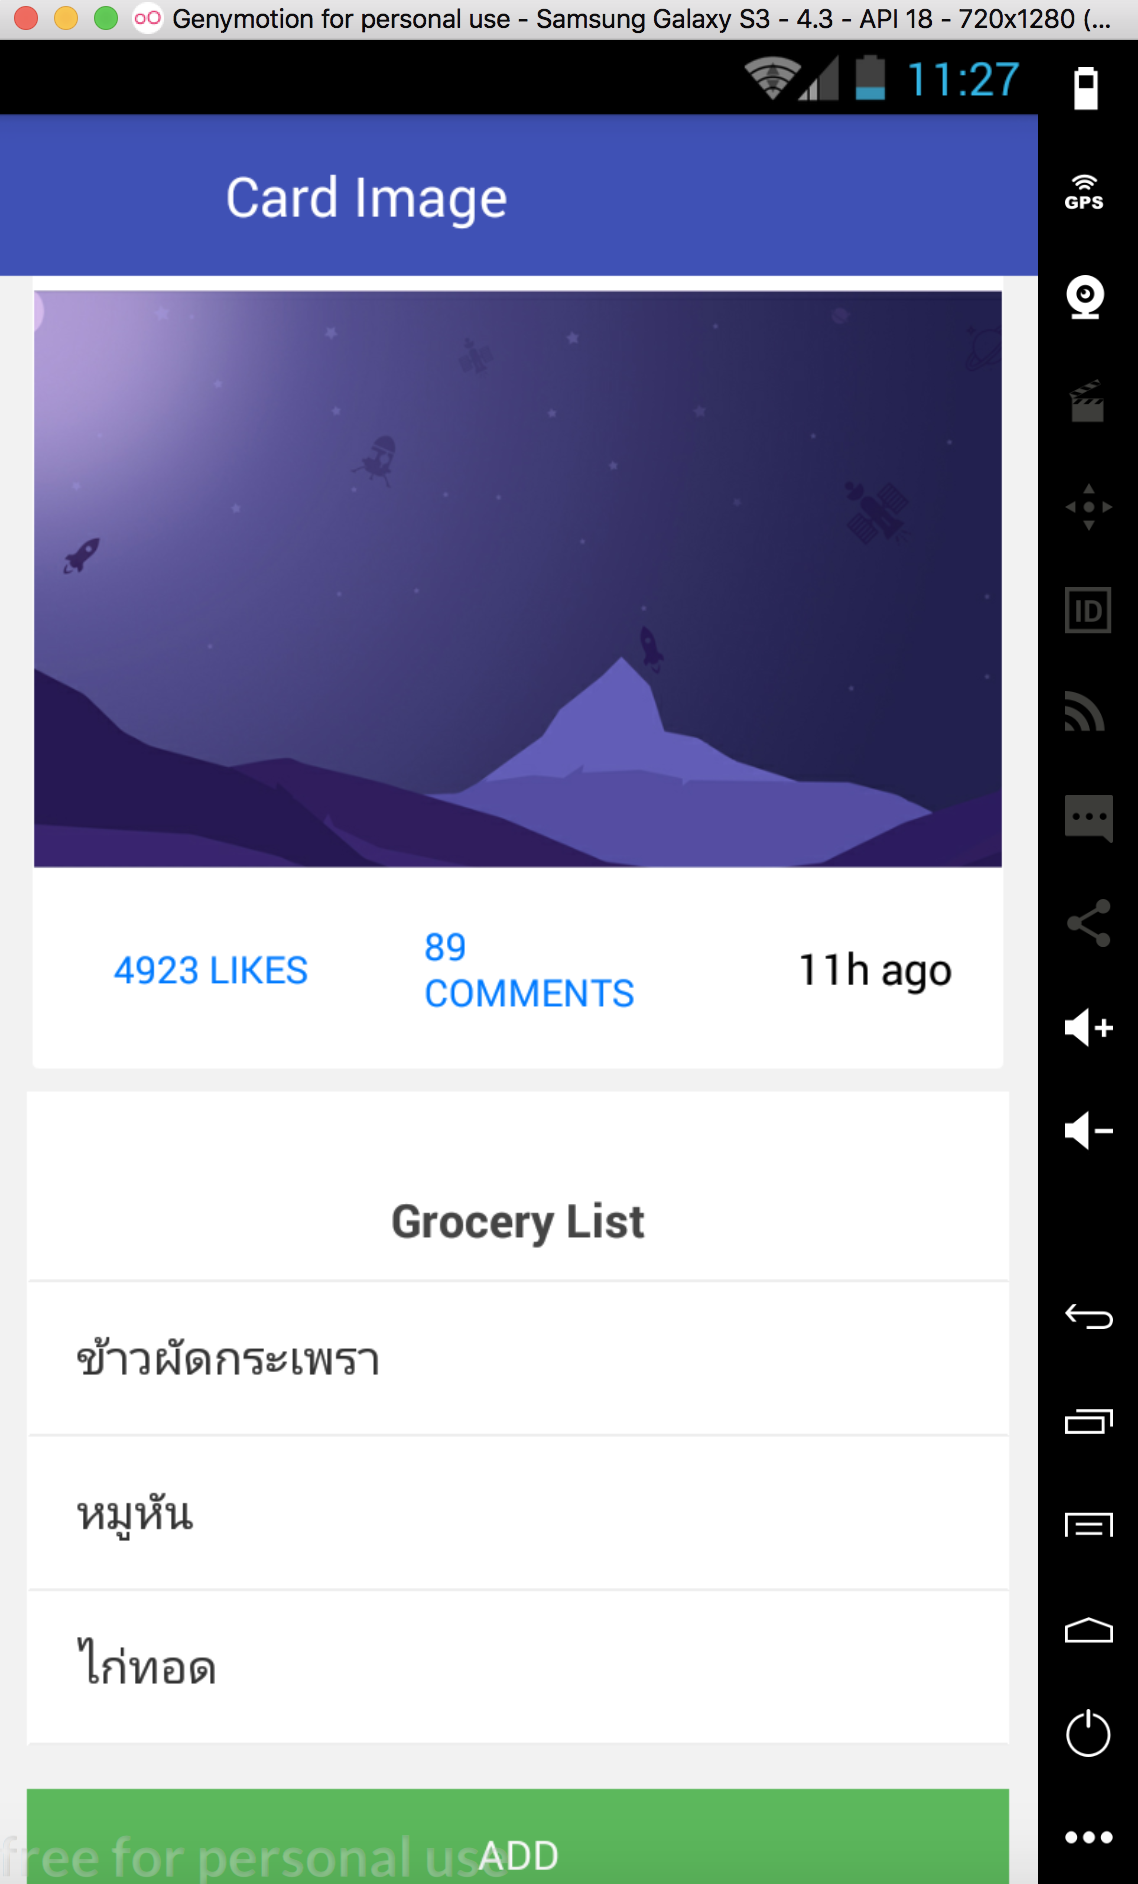 Genymotion for personal use - Samsung Galaxy S3 - 4.3 - API 18 - 720x1280 (...
11:27
Card Image
GPS
ID
4923 LIKES
89
COMMENTS
11h ago
Grocery List
ข้าวผัดกระเพรา
หมูหัน
ไก่ทอด
ADD
free for personal use